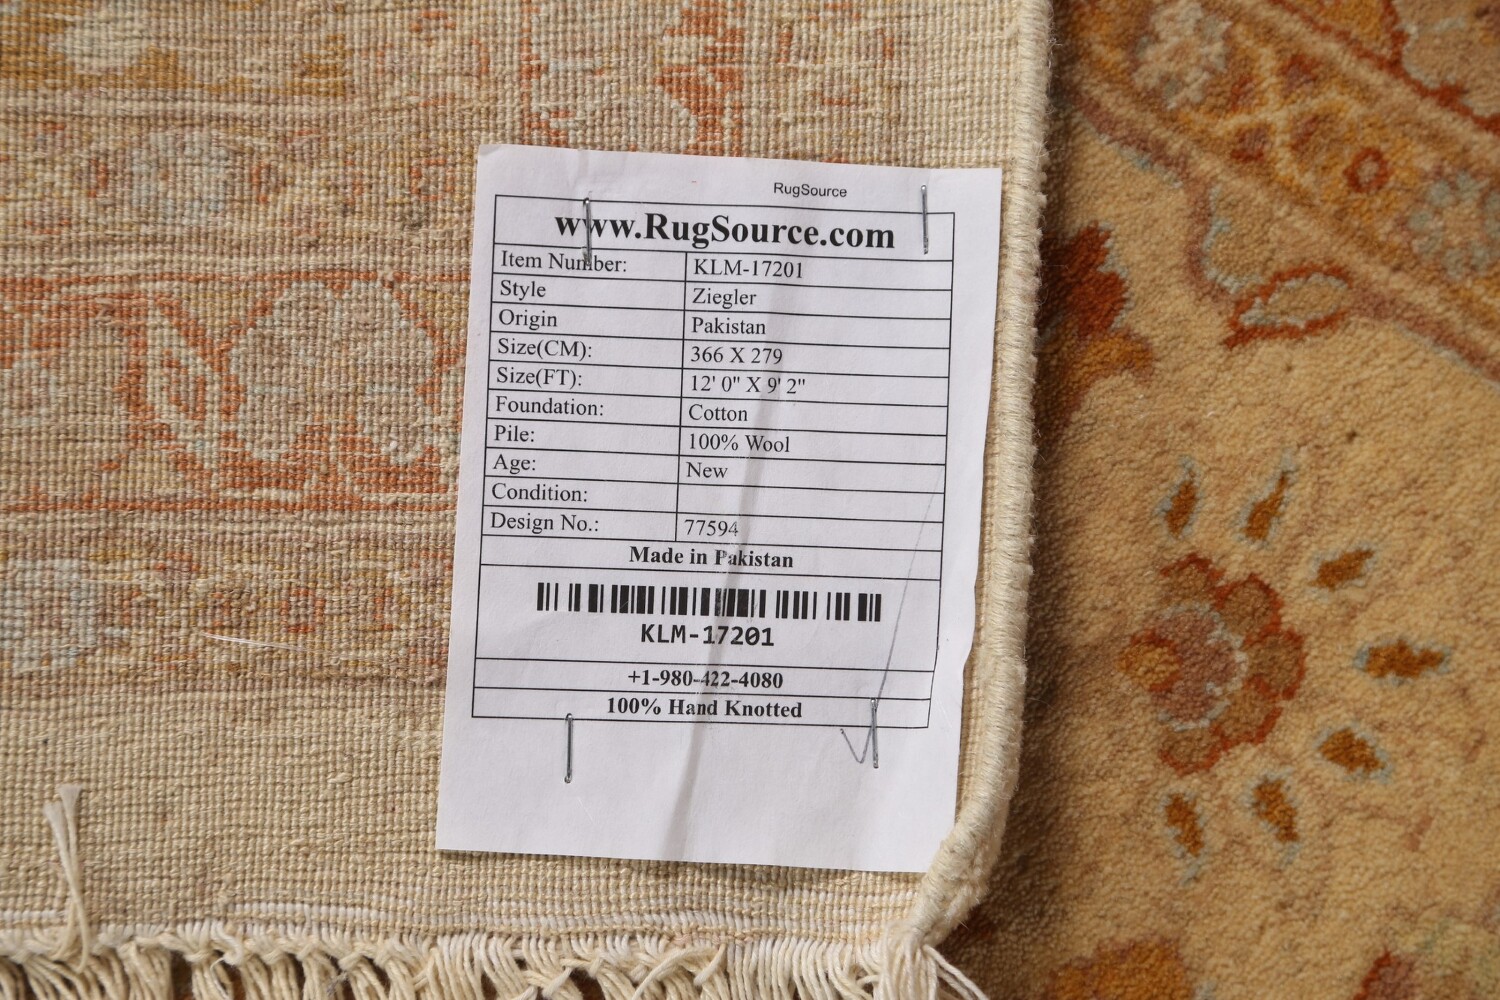 RugSource
www.RugSource.com
Item Number: KLM-17201
Style Ziegler
Origin Pakistan
Size(CM): 366 X 279
Size(FT): 12' 0" X 9' 2"
Foundation: Cotton
Pile: 100% Wool
Age: New
Condition:
Design No.: 77594
Made in Pakistan
KLM-17201
+1-980-422-4080
100% Hand Knotted